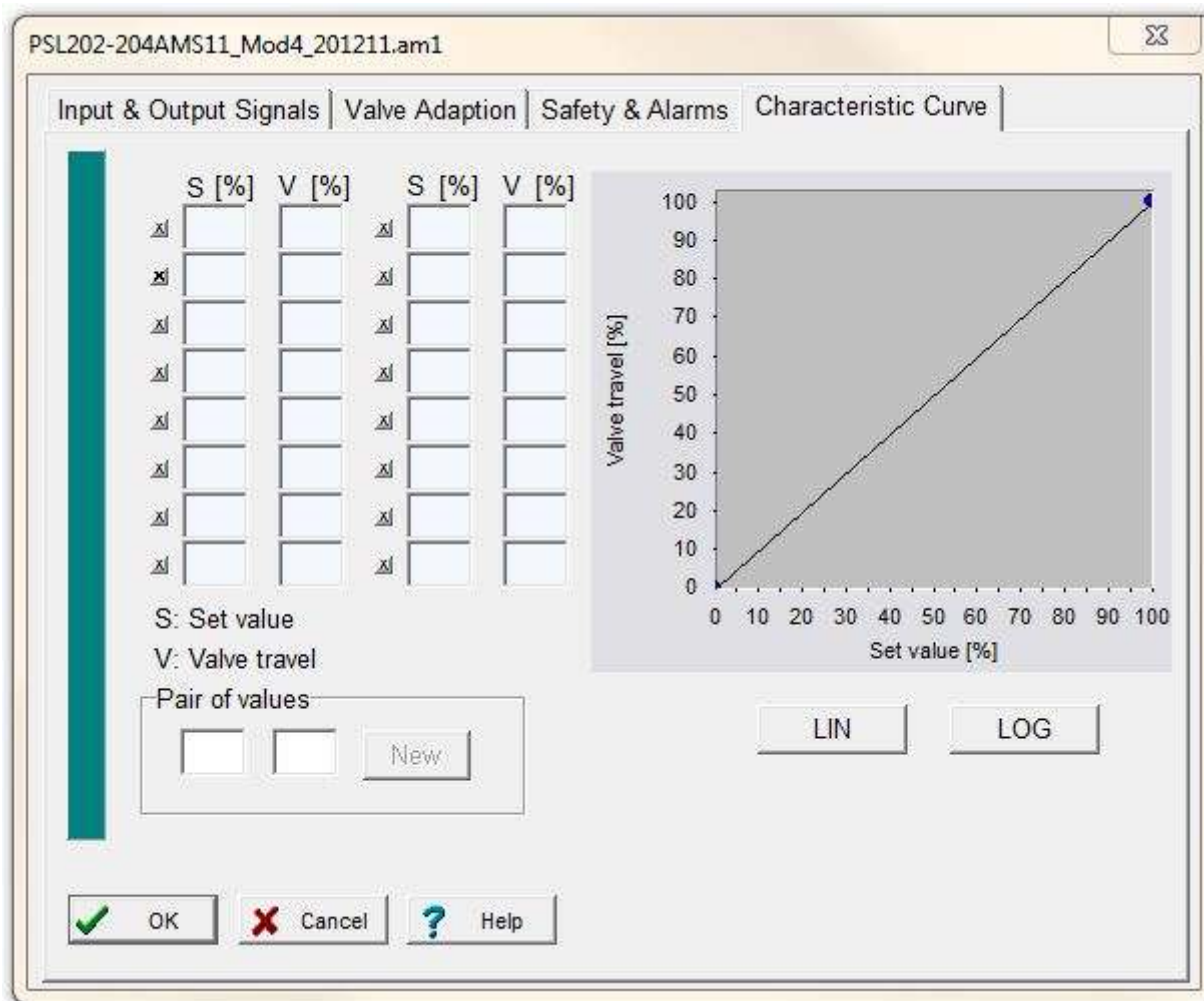 PSL202-204AMS11_Mod4_201211.am1
Input & Output Signals Valve Adaption Safety & Alarms Characteristic Curve
S [%] V [%] S [%] V [%]
x x
x x
x x
x x
x x
x x
x x
x x
S: Set value
V: Valve travel
Pair of values
New
Valve travel [%]
100
90
80
70
60
50
40
30
20
10
0
0 10 20 30 40 50 60 70 80 90 100
Set value [%]
LIN LOG
OK Cancel ? Help